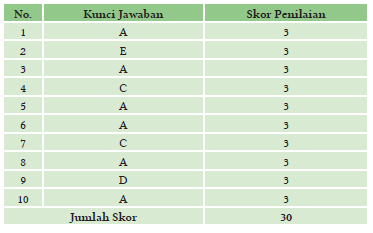 No. Kunci Jawaban Skor Penilaian
1 A 3
2 E 3
3 A 3
4 C 3
5 A 3
6 A 3
7 C 3
8 A 3
9 D 3
10 A 3
Jumlah Skor 30